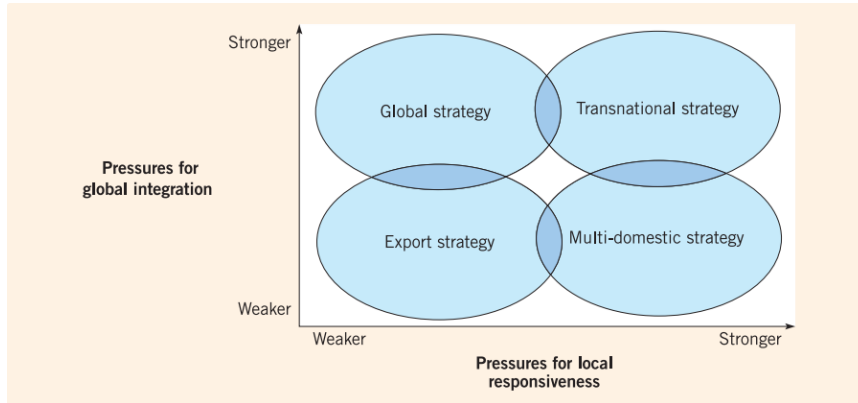 Stronger
Global strategy
Transnational strategy
Pressures for
global integration
Export strategy
Multi-domestic strategy
Weaker
Weaker
Stronger
Pressures for local
responsiveness